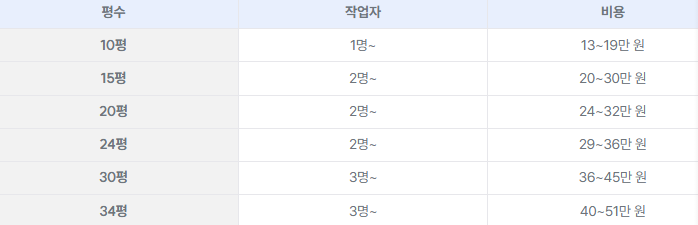 평수 작업자 비용
10평 1명~ 13~19만 원
15평 2명~ 20~30만 원
20평 2명~ 24~32만 원
24평 2명~ 29~36만 원
30평 3명~ 36~45만 원
34평 3명~ 40~51만 원